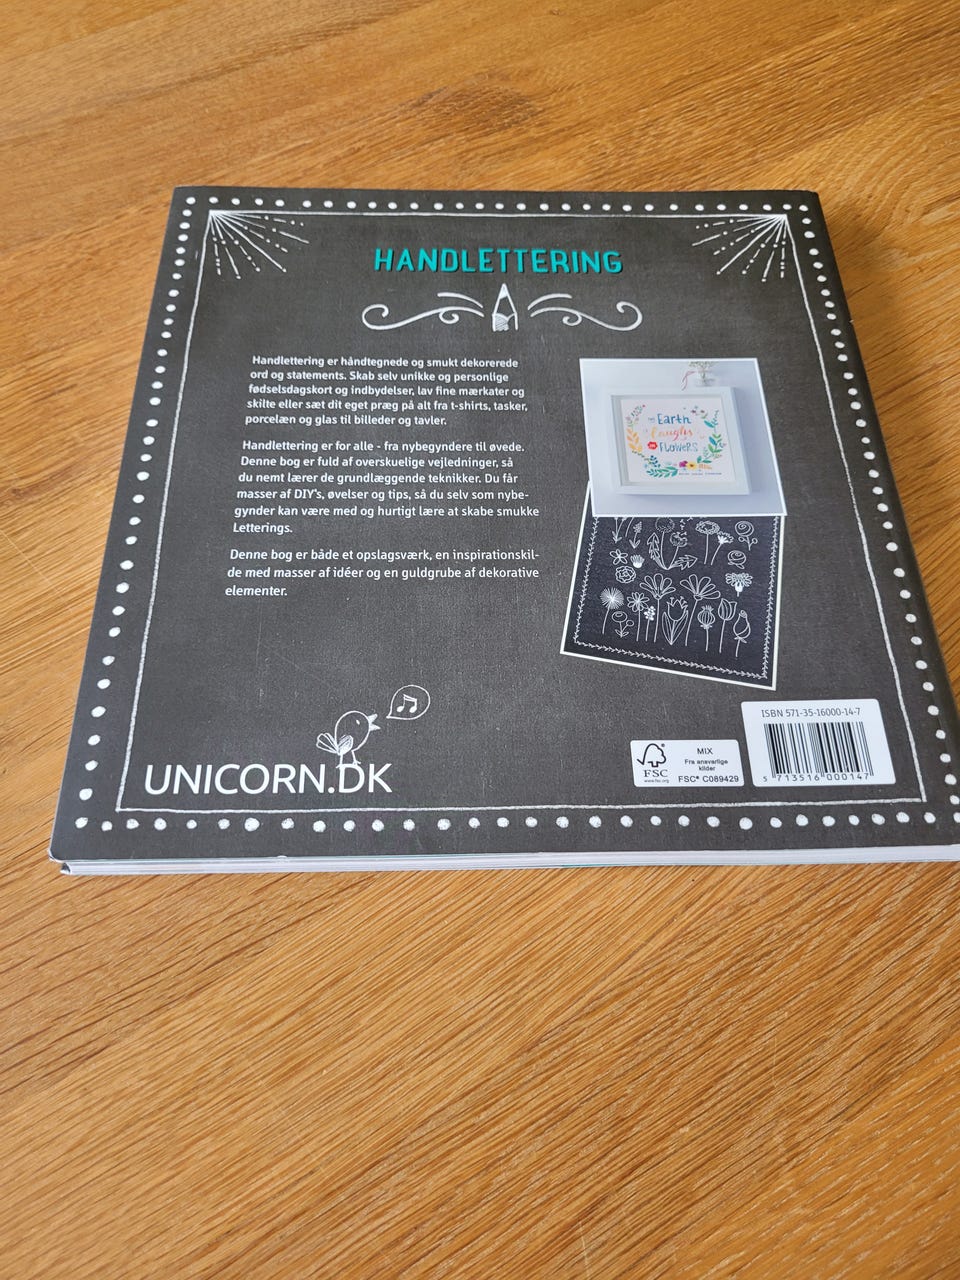 HANDLETTERING
Handlettering er håndtegnede og smukt dekorerede
ord og statements. Skab selv unikke og personlige
fødselsdagskort og indbydelser, lav fine mærkater og
skilte eller sæt dit eget præg på alt fra t-shirts, tasker,
porcelæn og glas til billeder og tavler.
Handlettering er for alle - fra nybegyndere til øvede.
Denne bog er fuld af overskuelige vejledninger, så
du nemt lærer de grundlæggende teknikker. Du får
masser af DIY's, øvelser og tips, så du selv som nybe-
gynder kan være med og hurtigt lære at skabe smukke
Letterings.
Denne bog er både et opslagsværk, en inspirationskil-
de med masser af idéer og en guldgrube af dekorative
elementer.
Earth
laughs
FLOWERS
UNICORN.DK
FSC
www.fsc.org
MIX
Fra ansvarlige
kilder
FSC® C089429
ISBN 571-35-16000-14-7
5 713516 000147